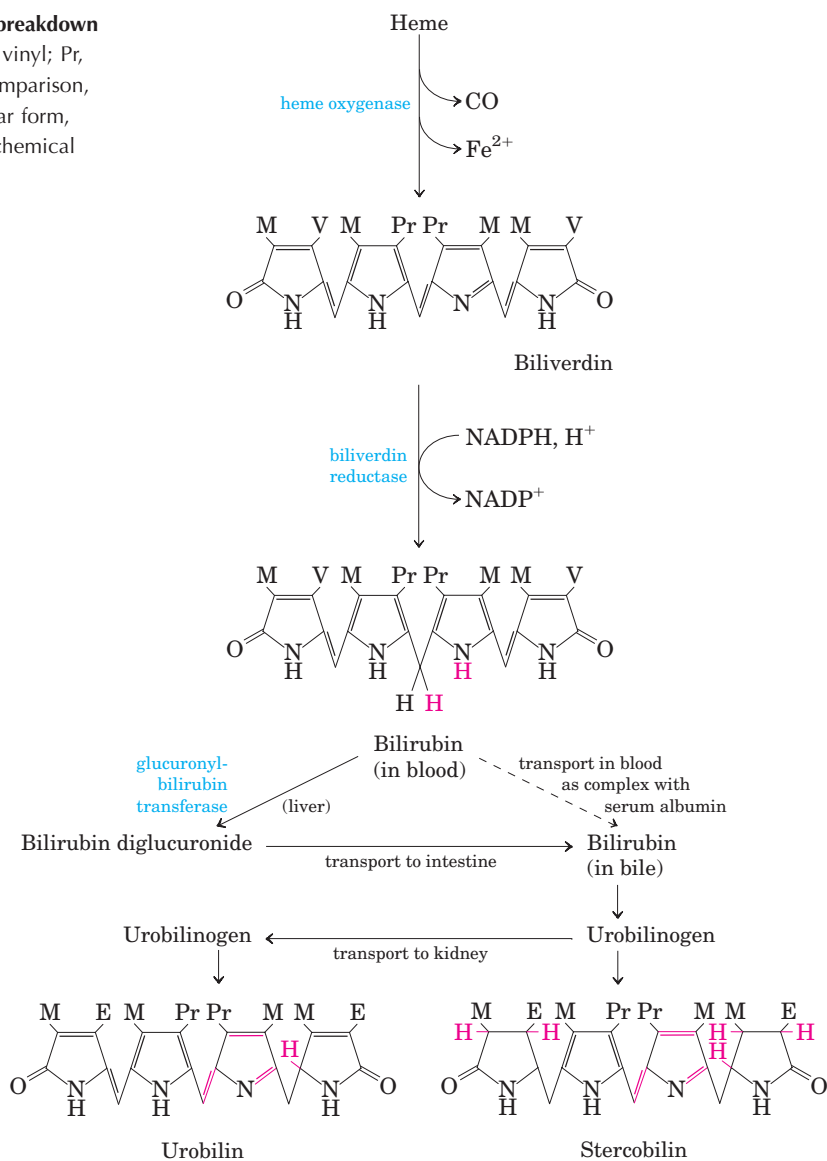 breakdown
vinyl; Pr,
mparison,
ar form,
chemical
Heme
heme oxygenase
CO
Fe²⁺
M V M Pr Pr M M V
O N H N H N N H O
Biliverdin
biliverdin
reductase
NADPH, H⁺
NADP⁺
M V M Pr Pr M M V
O N H N H N H N H O
H H
Bilirubin
(in blood)
glucuronyl-
bilirubin
transferase
(liver)
transport in blood
as complex with
serum albumin
Bilirubin diglucuronide
transport to intestine
Bilirubin
(in bile)
Urobilinogen
transport to kidney
Urobilinogen
M E M Pr Pr M M E
H
O N H N H N N H O
Urobilin
M E M Pr Pr M M E
H H H H
H
O N H N H N N H O
Stercobilin